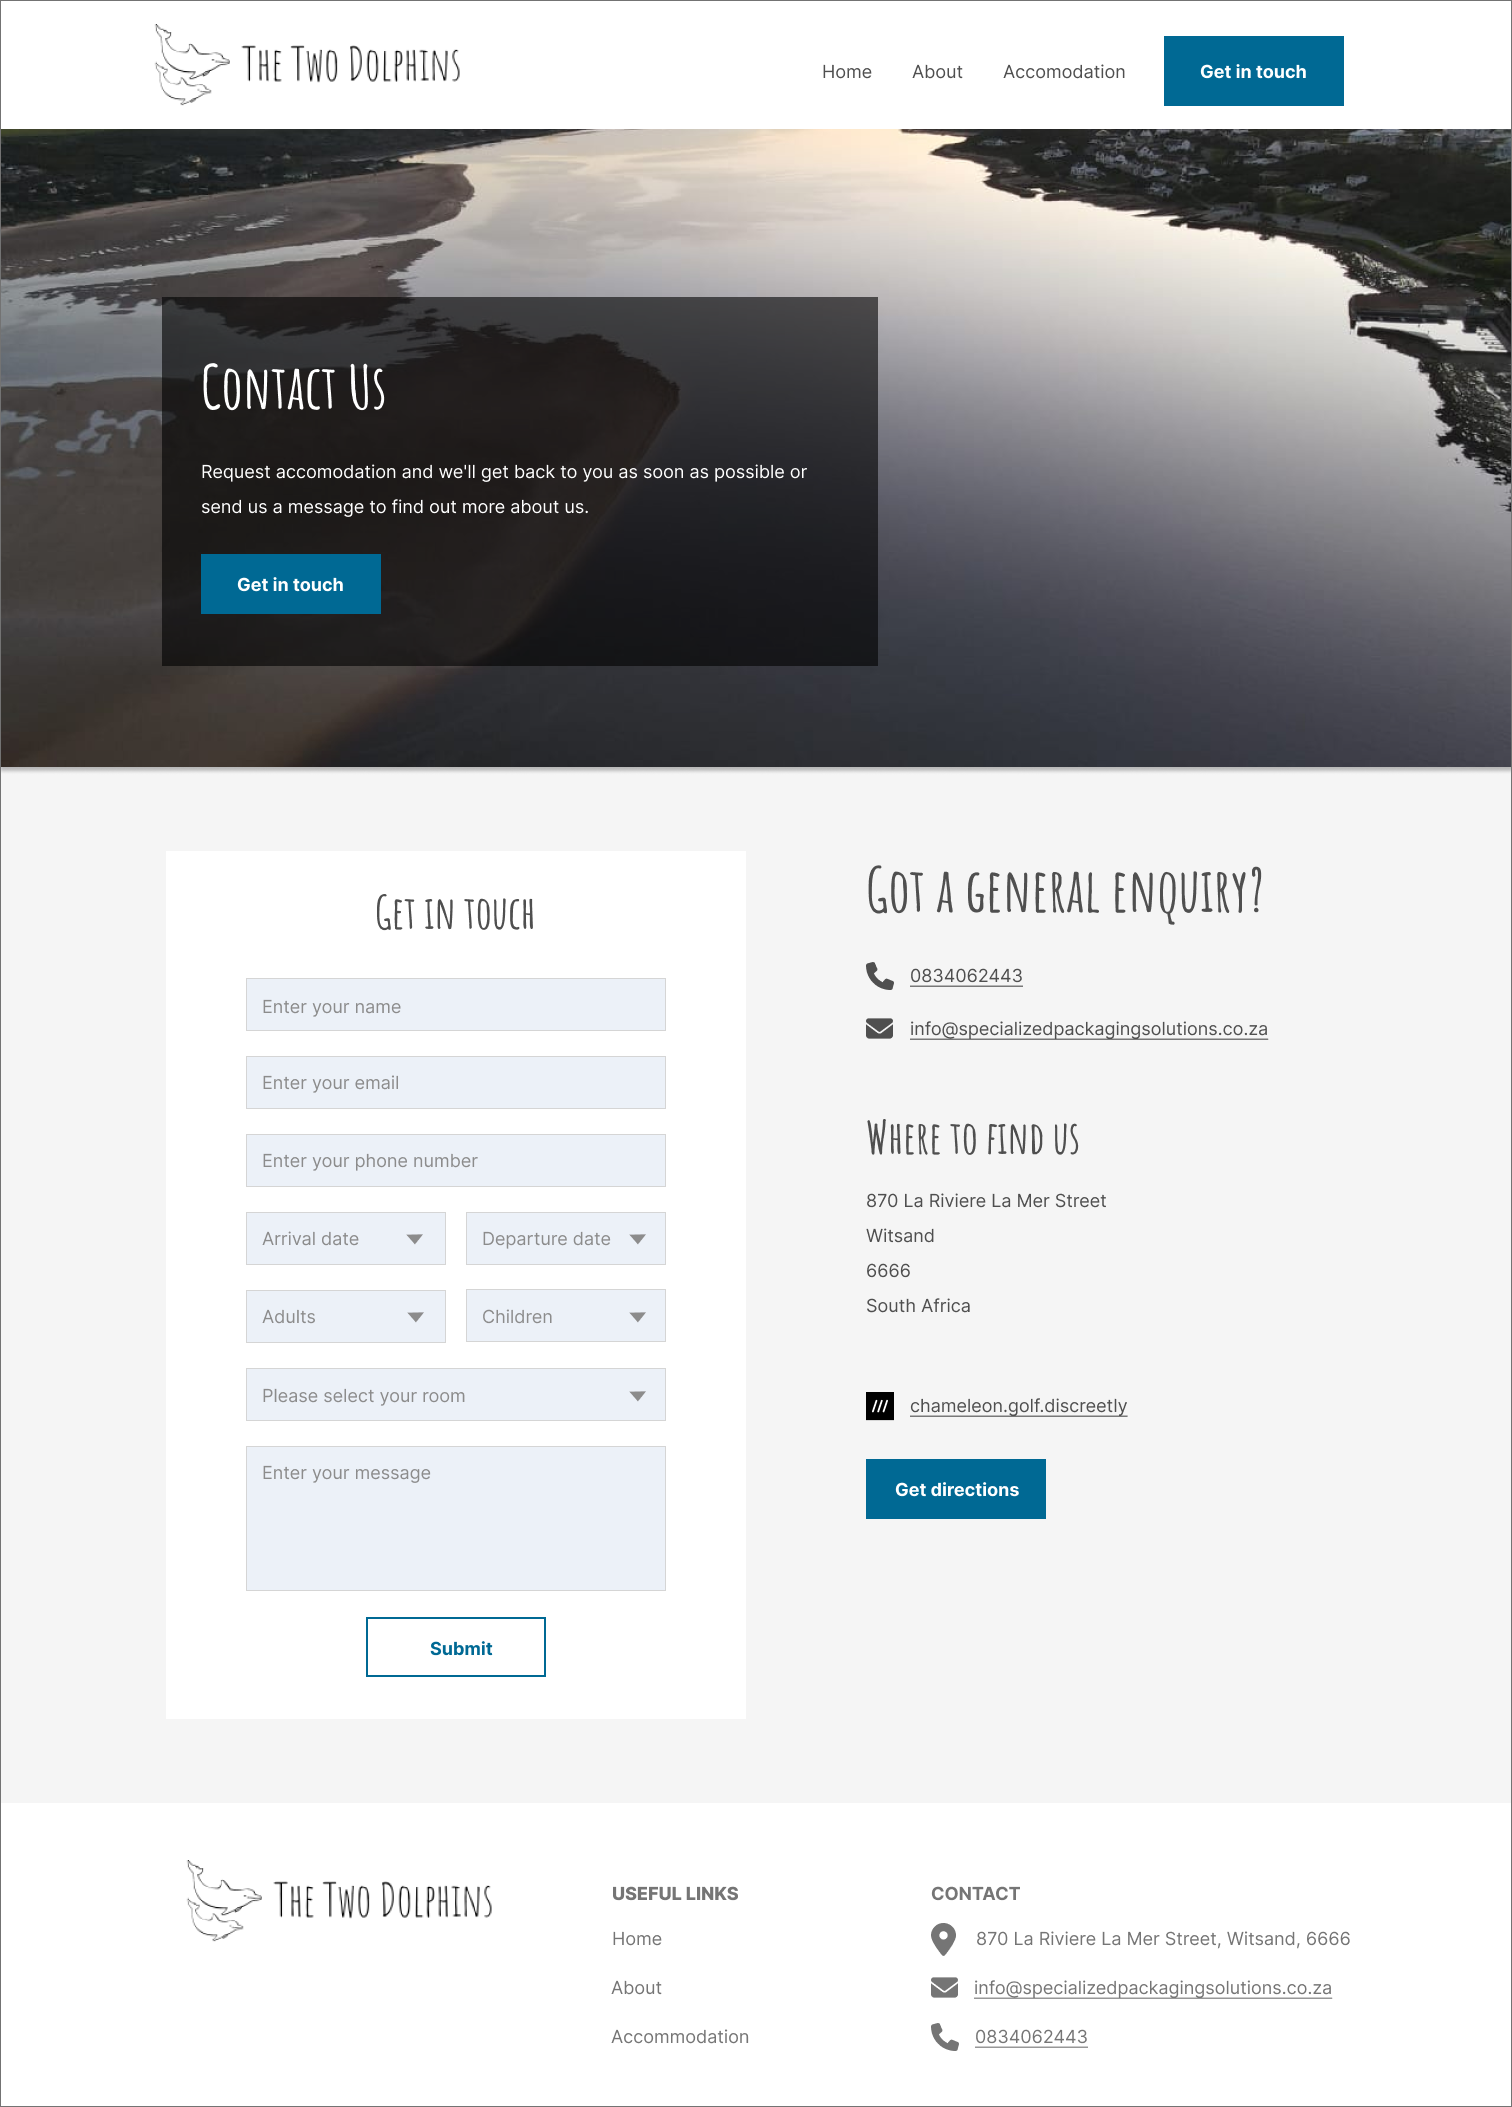 The Two Dolphins
Home
About
Accomodation
Get in touch
Contact Us
Request accomodation and we'll get back to you as soon as possible or
send us a message to find out more about us.
Get in touch
Get in touch
Enter your name
Enter your email
Enter your phone number
Arrival date
Departure date
Adults
Children
Please select your room
Enter your message
Submit
Got a general enquiry?
0834062443
info@specializedpackagingsolutions.co.za
Where to find us
870 La Riviere La Mer Street
Witsand
6666
South Africa
///
chameleon.golf.discreetly
Get directions
The Two Dolphins
USEFUL LINKS
Home
About
Accommodation
CONTACT
870 La Riviere La Mer Street, Witsand, 6666
info@specializedpackagingsolutions.co.za
0834062443